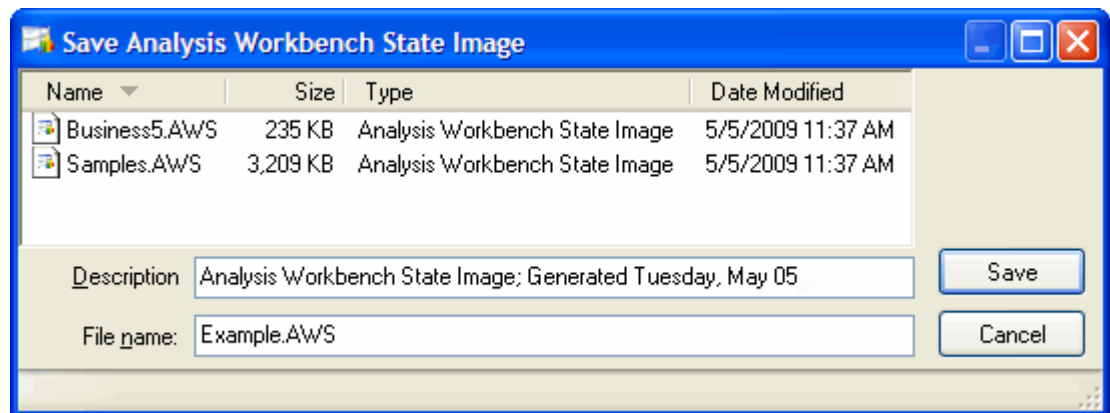 Save Analysis Workbench State Image
Name Size Type Date Modified
Business5.AWS 235 KB Analysis Workbench State Image 5/5/2009 11:37 AM
Samples.AWS 3,209 KB Analysis Workbench State Image 5/5/2009 11:37 AM
Description Analysis Workbench State Image; Generated Tuesday, May 05 Save
File name: Example.AWS Cancel